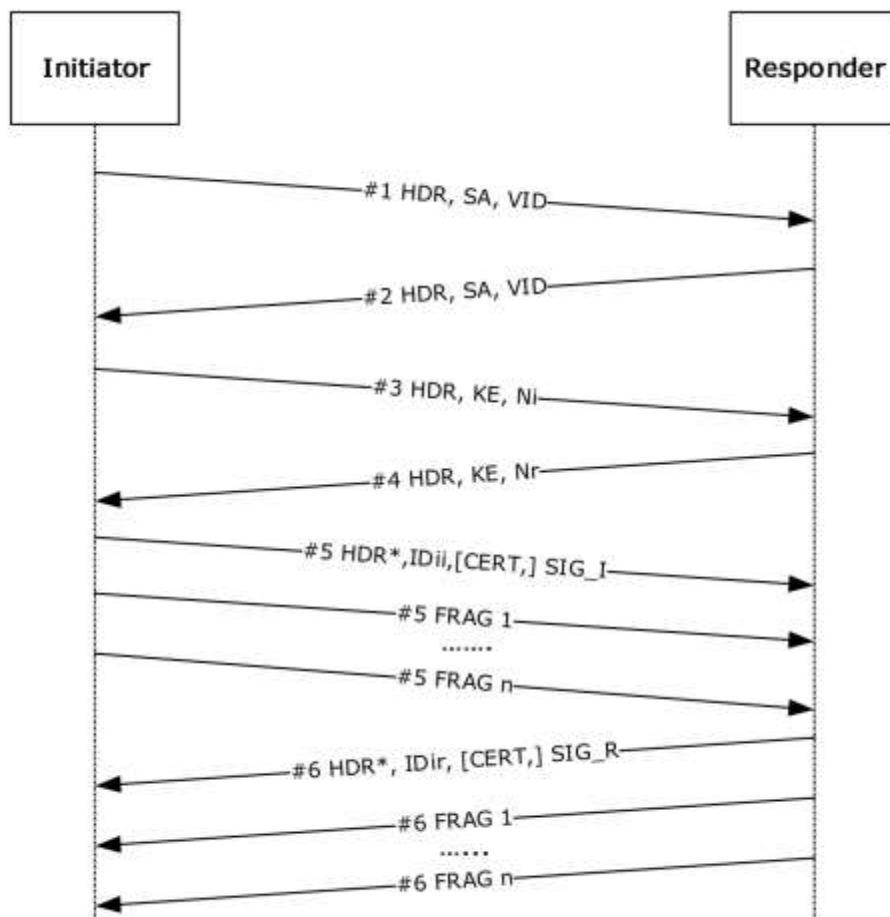 Initiator
Responder
#1 HDR, SA, VID
#2 HDR, SA, VID
#3 HDR, KE, Ni
#4 HDR, KE, Nr
#5 HDR*,IDii,[CERT,] SIG_I
#5 FRAG 1
.......
#5 FRAG n
#6 HDR*, IDir, [CERT,] SIG_R
#6 FRAG 1
......
#6 FRAG n